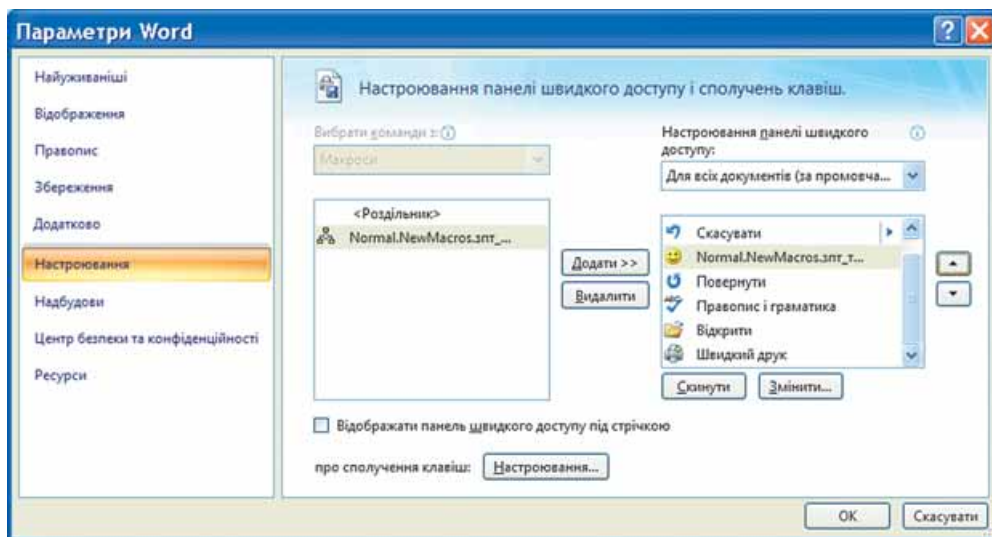 Параметри Word
Найуживаніші
Відображення
Правопис
Збереження
Додатково
Настроювання
Надбудови
Центр безпеки та конфіденційності
Ресурси
Настроювання панелі швидкого доступу і сполучень клавіш.
Вибрати команди з:
Макроси
<Роздільник>
Normal.NewMacros.зпт_...
Додати >>
Видалити
Настроювання панелі швидкого
доступу:
Для всіх документів (за промовча...
Скасувати
Normal.NewMacros.зпт_т...
Повернути
Правопис і граматика
Відкрити
Швидкий друк
Скинути
Змінити...
Відображати панель швидкого доступу під стрічкою
про сполучення клавіш:
Настроювання...
ОК
Скасувати